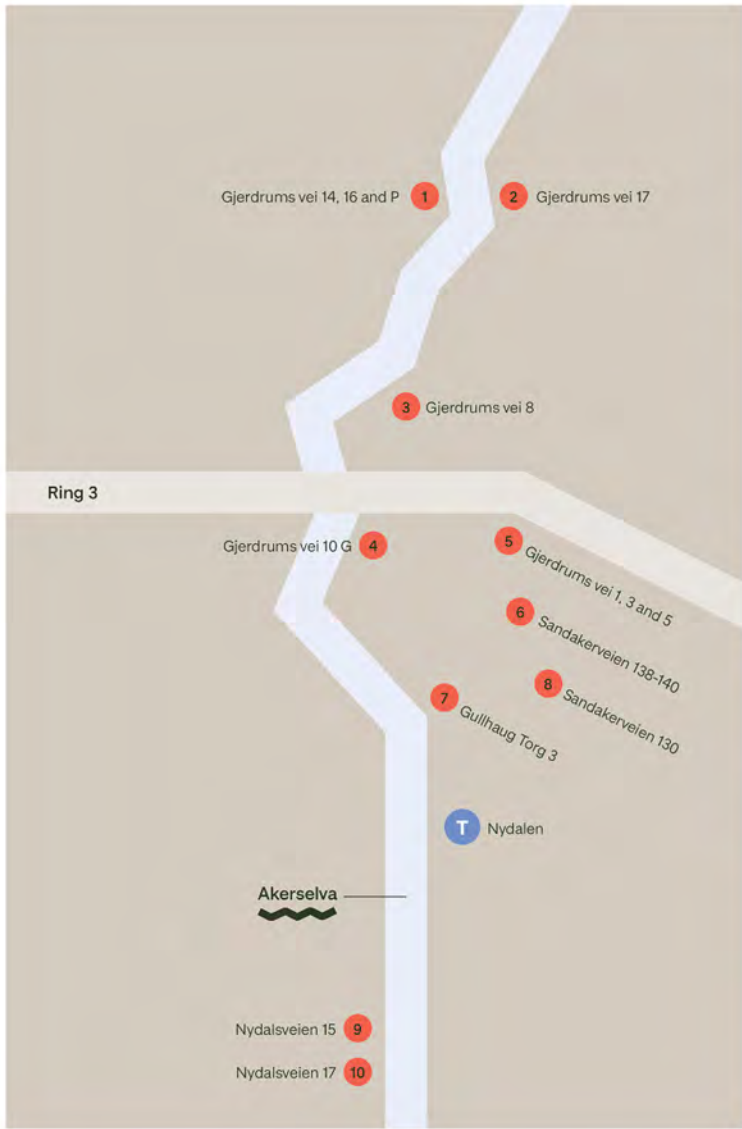 Gjerdrums vei 14, 16 and P 1
2 Gjerdrums vei 17
3 Gjerdrums vei 8
Ring 3
Gjerdrums vei 10 G 4
5 Gjerdrums vei 1, 3 and 5
6 Sandakerveien 138-140
7 Gullhaug Torg 3
8 Sandakerveien 130
T Nydalen
Akerselva
Nydalsveien 15 9
Nydalsveien 17 10